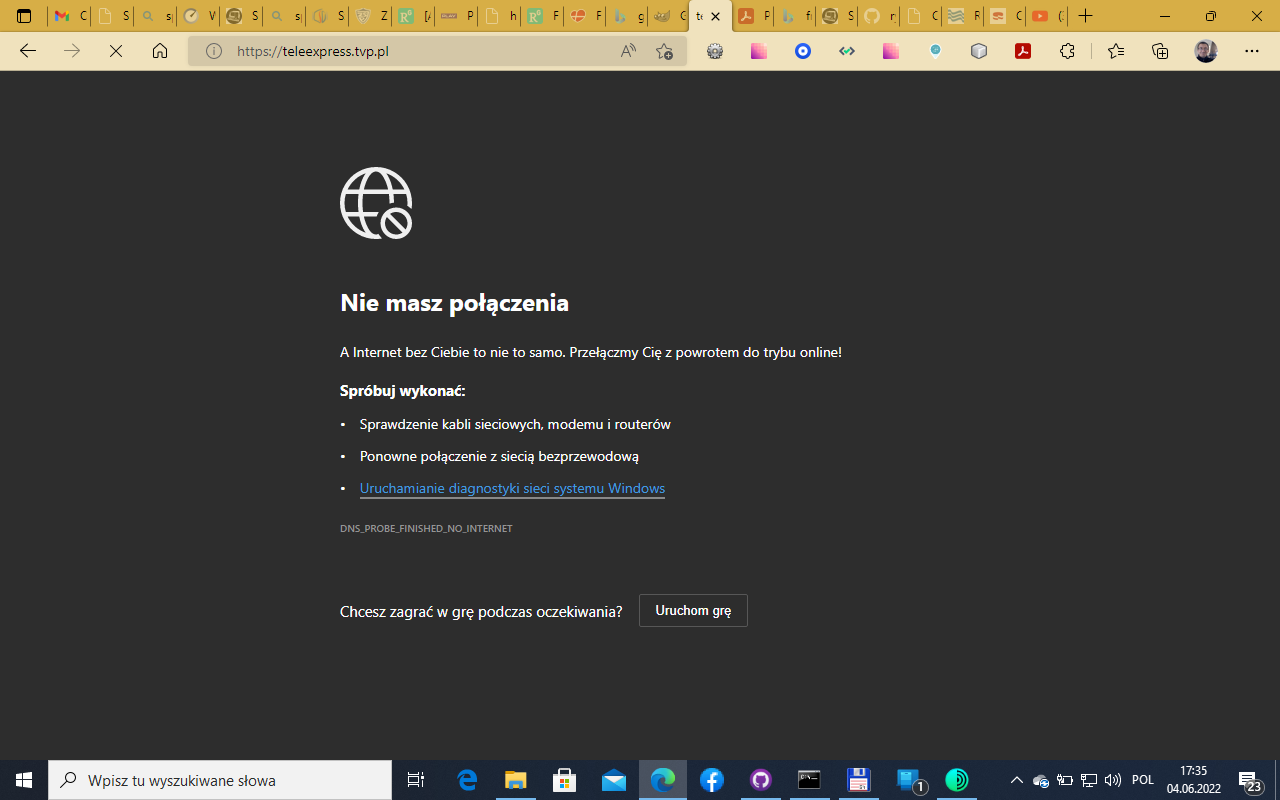 https://teleexpress.tvp.pl
Nie masz połączenia
A Internet bez Ciebie to nie to samo. Przełączmy Cię z powrotem do trybu online!
Spróbuj wykonać:
• Sprawdzenie kabli sieciowych, modemu i routerów
• Ponowne połączenie z siecią bezprzewodową
• Uruchamianie diagnostyki sieci systemu Windows
DNS_PROBE_FINISHED_NO_INTERNET
Chcesz zagrać w grę podczas oczekiwania? Uruchom grę
Wpisz tu wyszukiwane słowa
1
POL
17:35
04.06.2022
23